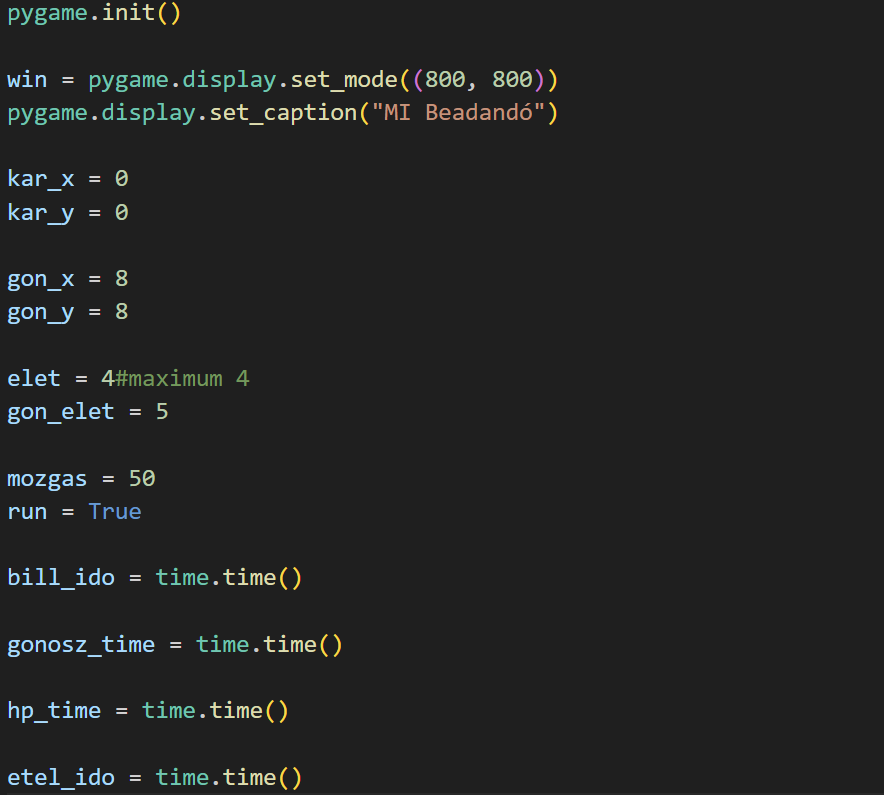 pygame.init()
win = pygame.display.set_mode((800, 800))
pygame.display.set_caption("MI Beadandó")
kar_x = 0
kar_y = 0
gon_x = 8
gon_y = 8
elet = 4#maximum 4
gon_elet = 5
mozgas = 50
run = True
bill_ido = time.time()
gonosz_time = time.time()
hp_time = time.time()
etel_ido = time.time()